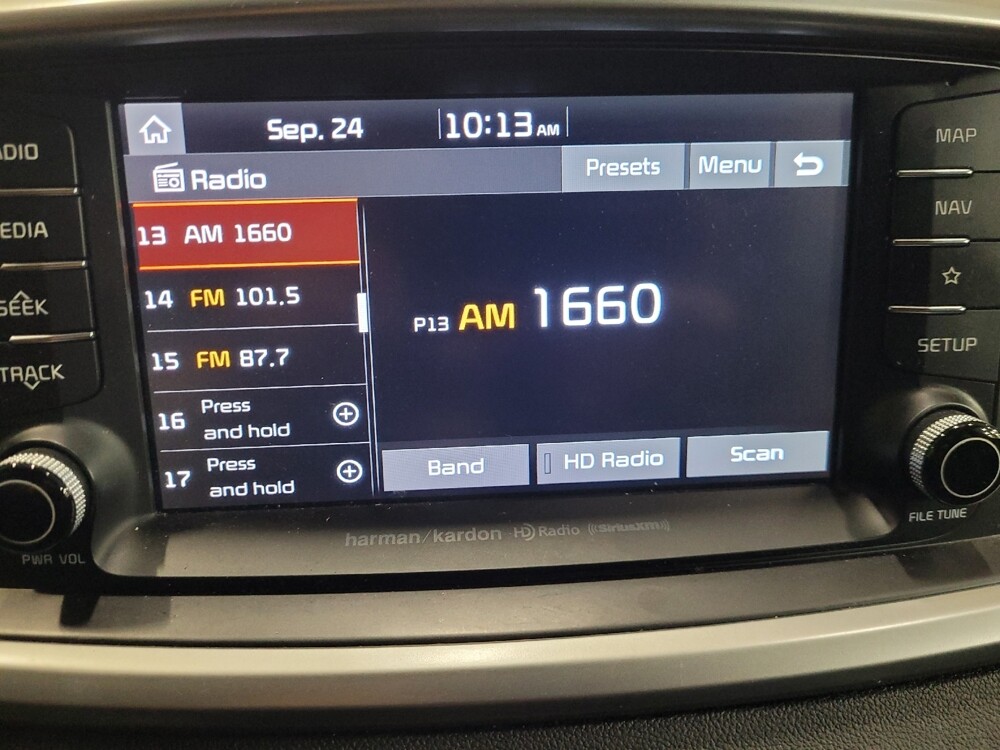 Sep. 24 10:13 AM
Radio Presets Menu
13 AM 1660
14 FM 101.5
15 FM 87.7
16 Press and hold
17 Press and hold
P13 AM 1660
Band HD Radio Scan
harman/kardon HD Radio ((SiriusXM))
ADIO
EDIA
SEEK
TRACK
PWR VOL
MAP
NAV
SETUP
FILE TUNE